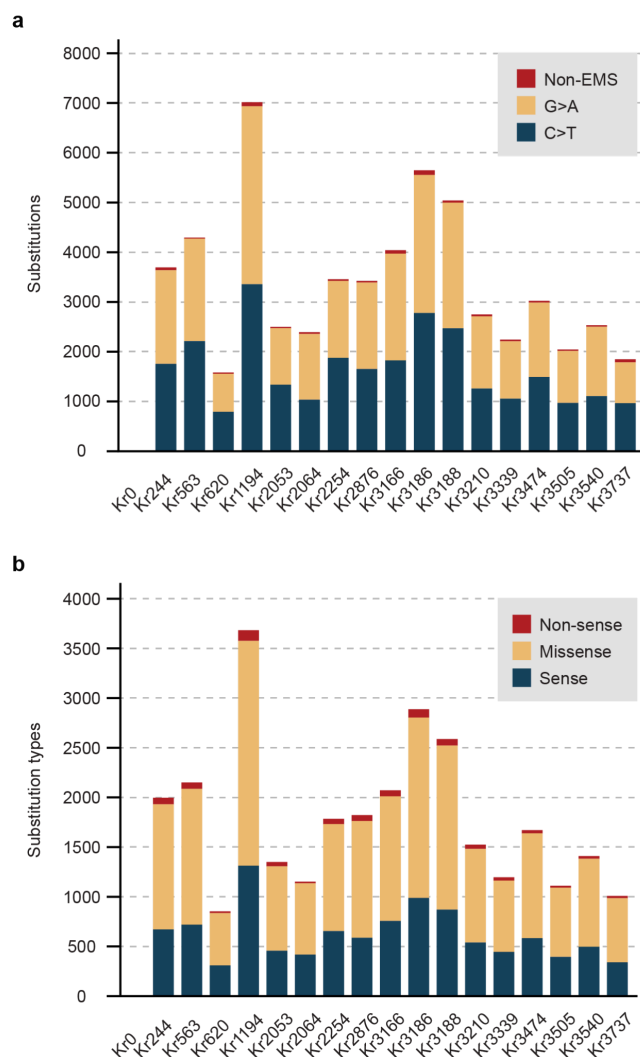 a
8000
7000
6000
5000
4000
3000
2000
1000
0
Substitutions
Non-EMS
G>A
C>T
Kr0
Kr244
Kr563
Kr620
Kr1194
Kr2053
Kr2064
Kr2254
Kr2876
Kr3166
Kr3186
Kr3188
Kr3210
Kr3339
Kr3474
Kr3505
Kr3540
Kr3737
b
4000
3500
3000
2500
2000
1500
1000
500
0
Substitution types
Non-sense
Missense
Sense
Kr0
Kr244
Kr563
Kr620
Kr1194
Kr2053
Kr2064
Kr2254
Kr2876
Kr3166
Kr3186
Kr3188
Kr3210
Kr3339
Kr3474
Kr3505
Kr3540
Kr3737